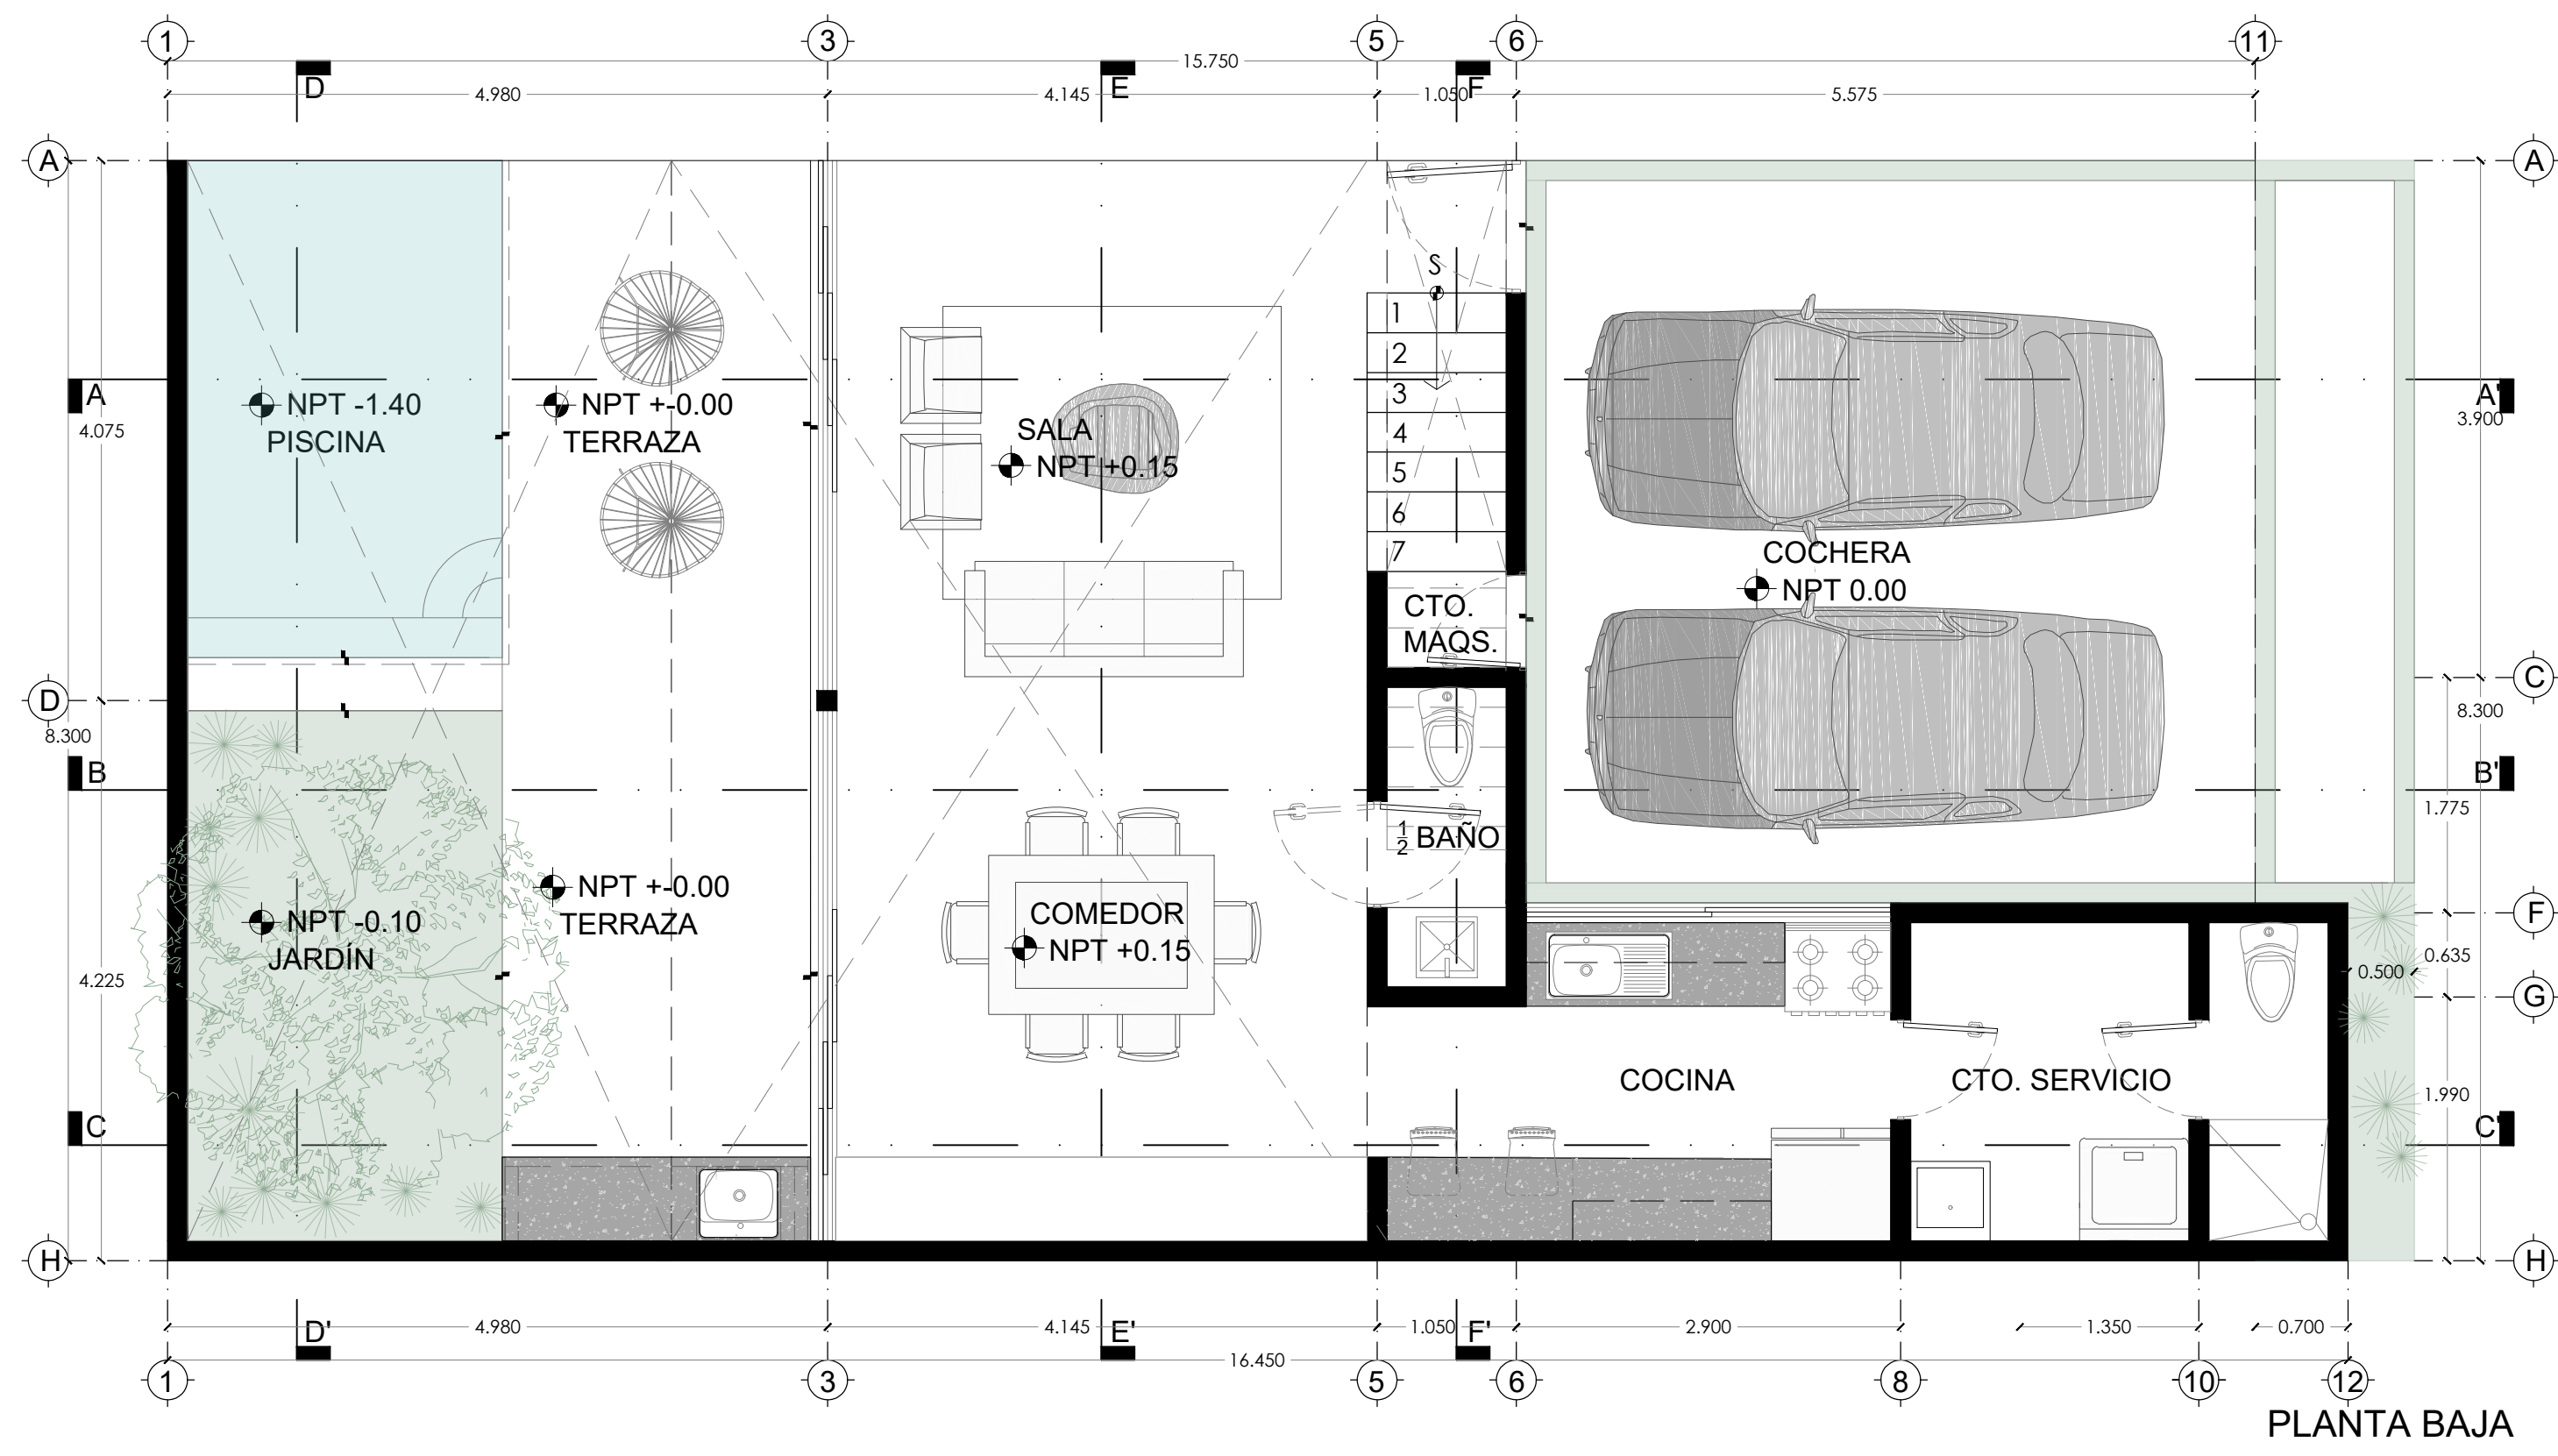 1 3 5 6 11
15.750
D E F
4.980 4.145 1.050 5.575
A A
S
1
2
A NPT -1.40 NPT +-0.00 3 A'
4.075 PISCINA TERRAZA SALA 4 3.900
NPT +0.15 5
6
7 COCHERA
NPT 0.00
CTO.
MAQS.
C
D 8.300
8.300
B B'
1.775
½ BAÑO
NPT +-0.00
TERRAZA
NPT -0.10 COMEDOR F
JARDÍN NPT +0.15 0.635
4.225 0.500
G
COCINA CTO. SERVICIO
1.990
C C'
H H
D' E' F'
4.980 4.145 1.050 2.900 1.350 0.700
16.450
1 3 5 6 8 10 12
PLANTA BAJA